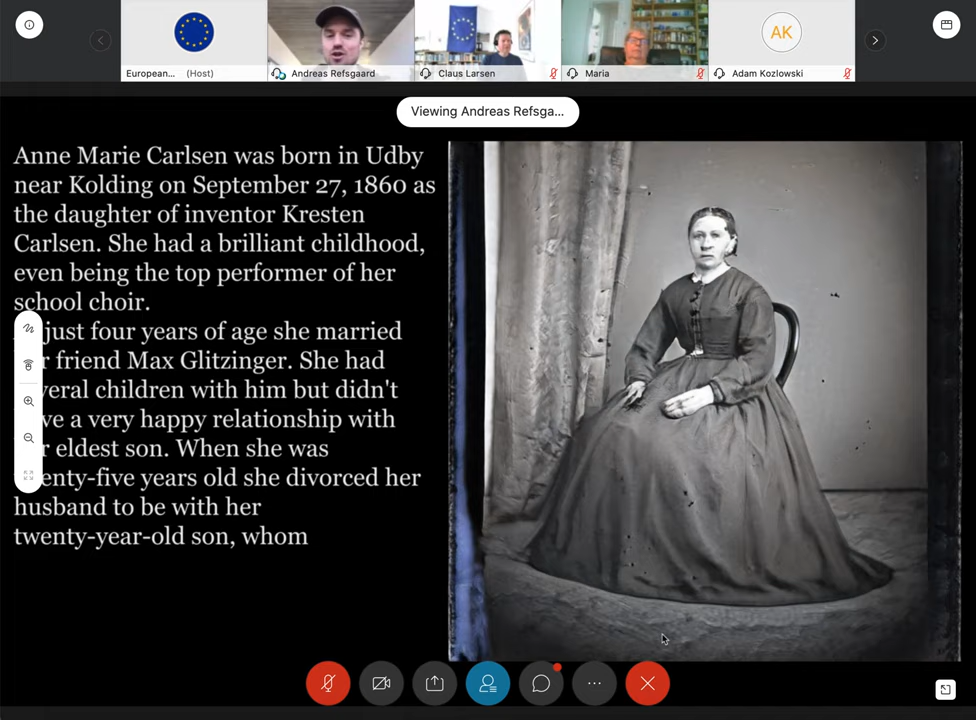 European... (Host)
Andreas Refsgaard
Claus Larsen
Maria
AK
Adam Kozlowski
Viewing Andreas Refsga...
Anne Marie Carlsen was born in Udby
near Kolding on September 27, 1860 as
the daughter of inventor Kresten
Carlsen. She had a brilliant childhood,
even being the top performer of her
school choir.
just four years of age she married
friend Max Glitzinger. She had
children with him but didn't
a very happy relationship with
eldest son. When she was
years old she divorced her
husband to be with her
twenty-year-old son, whom